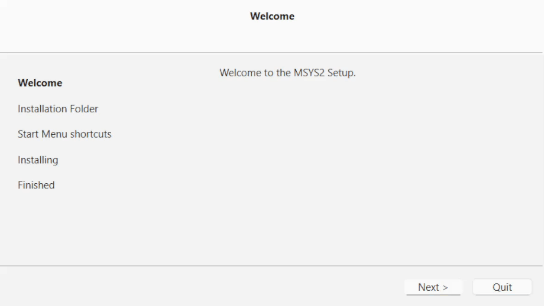 Welcome
Welcome to the MSYS2 Setup.
Welcome
Installation Folder
Start Menu shortcuts
Installing
Finished
Next >
Quit